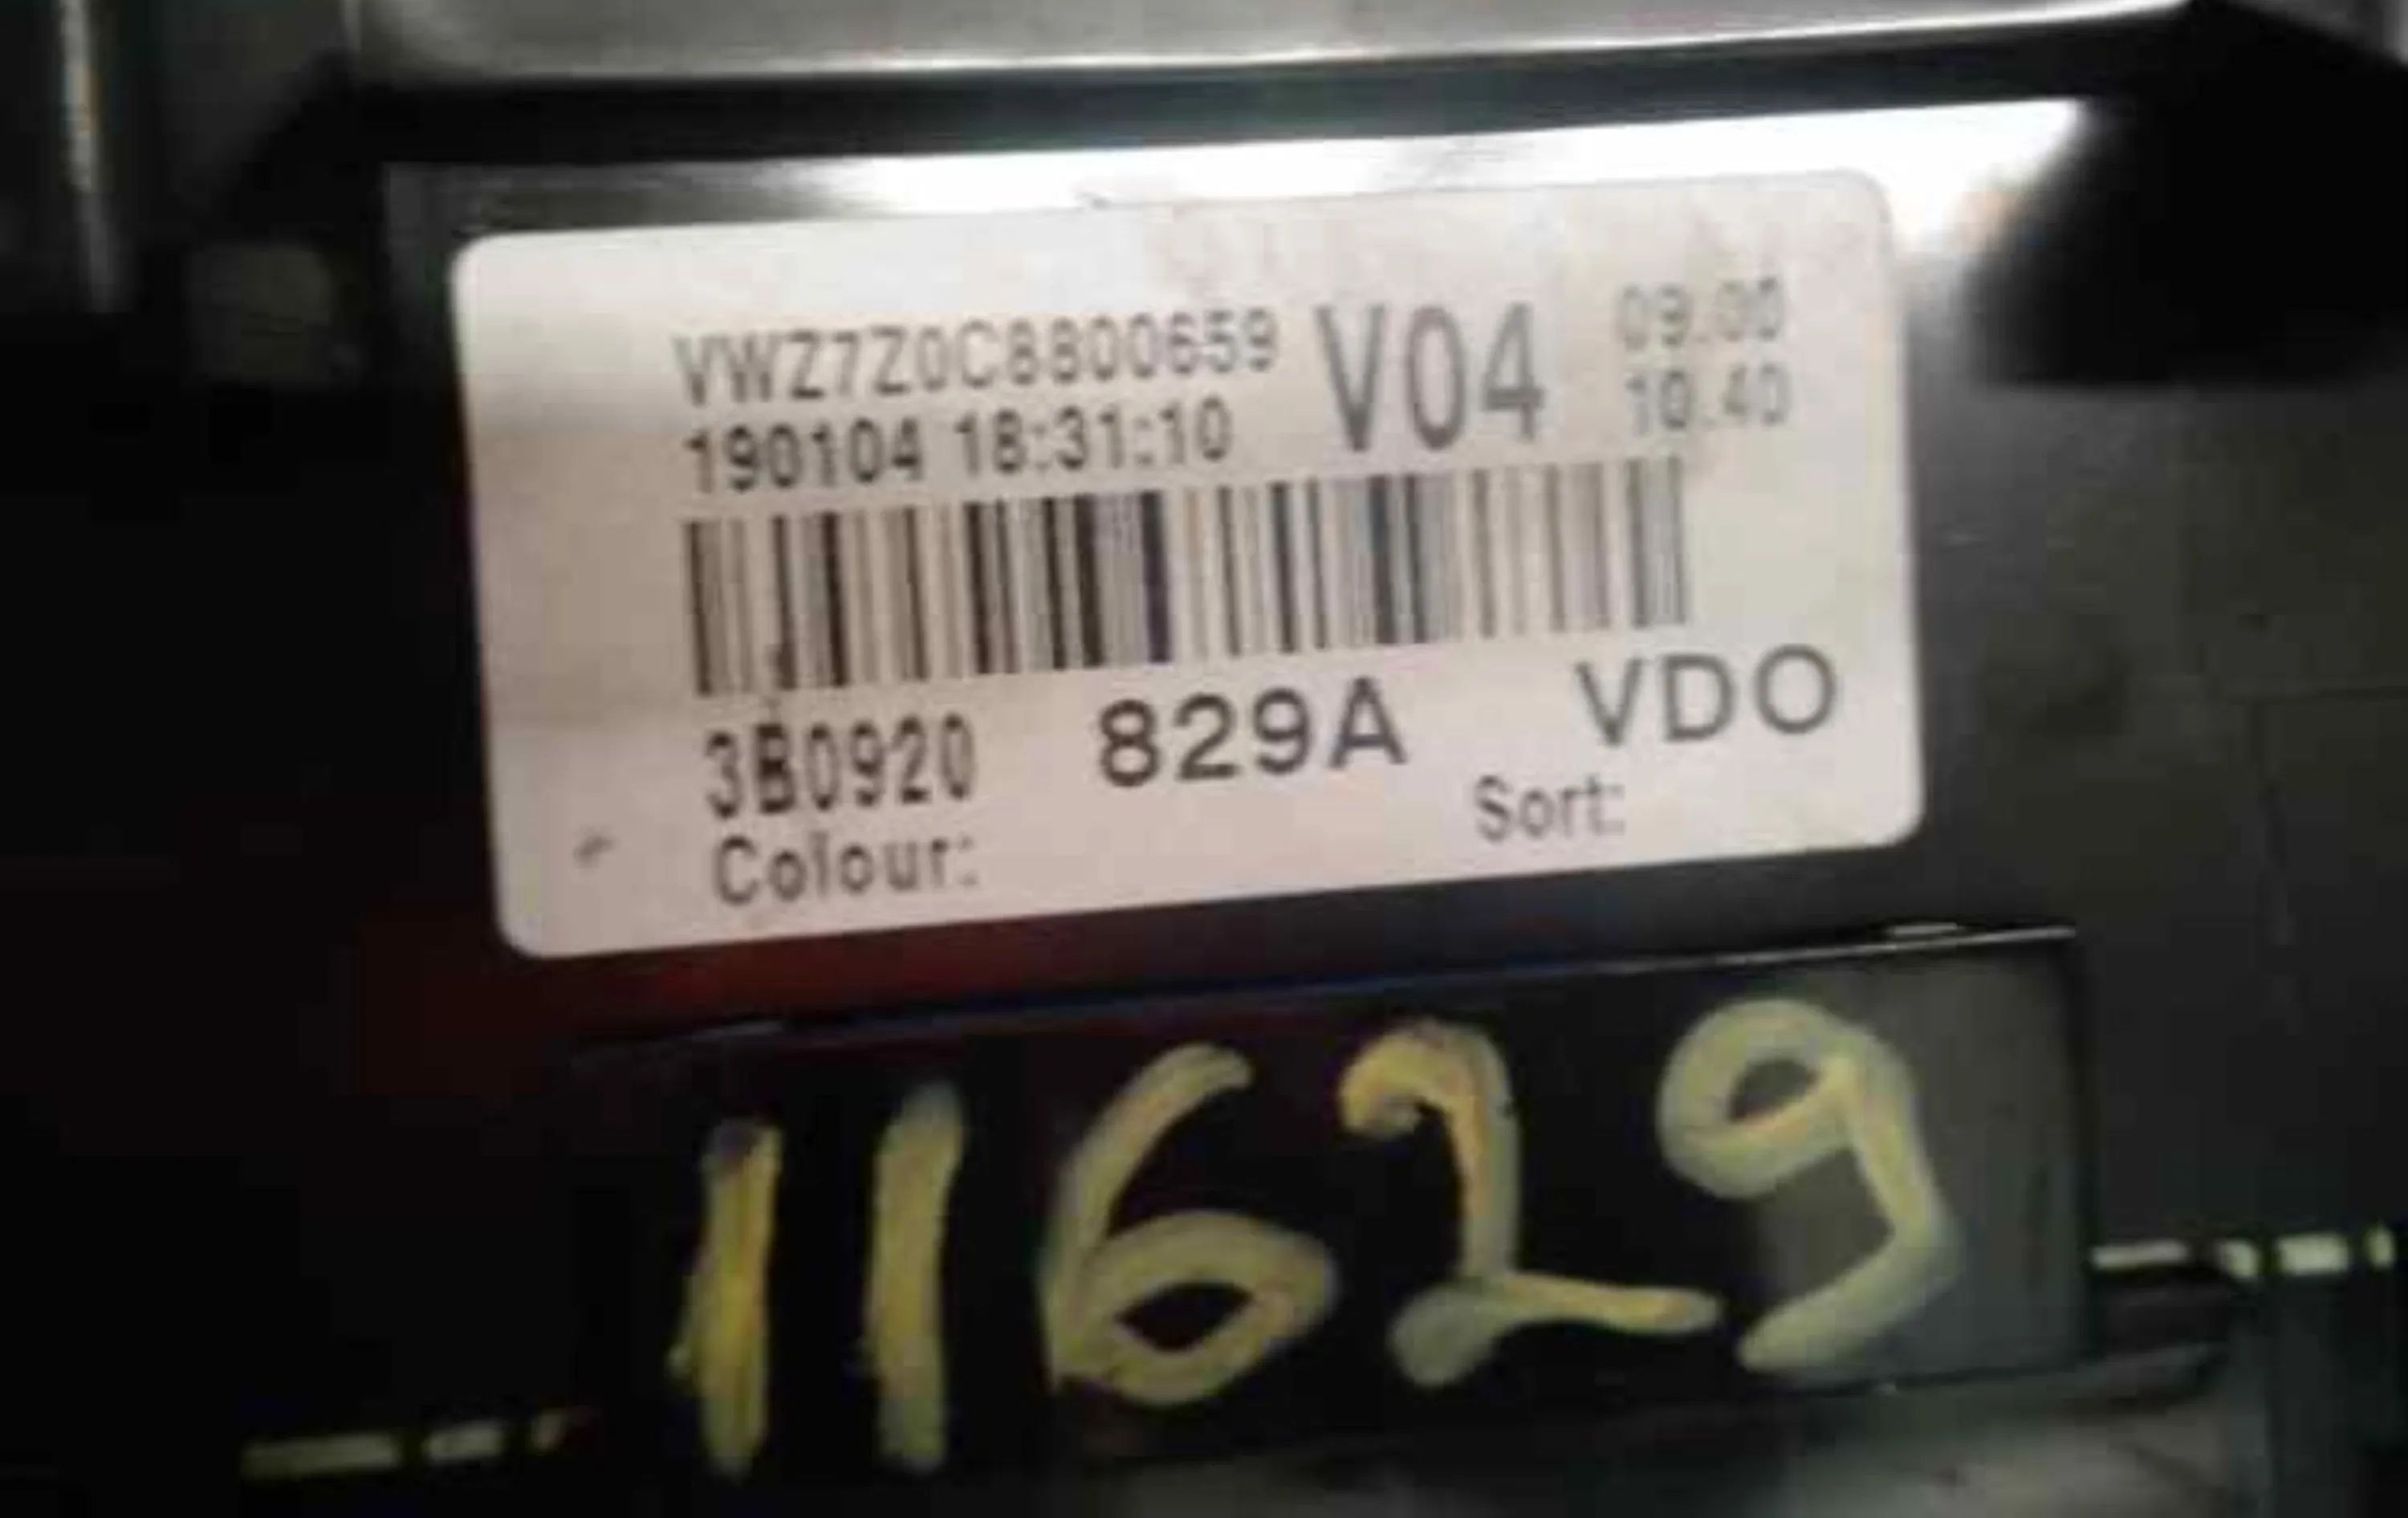 VWZ7Z0C8800659 V04 09.00
190104 18:31:10 10.40
3B0920 829A VDO
Colour: Sort:
11629